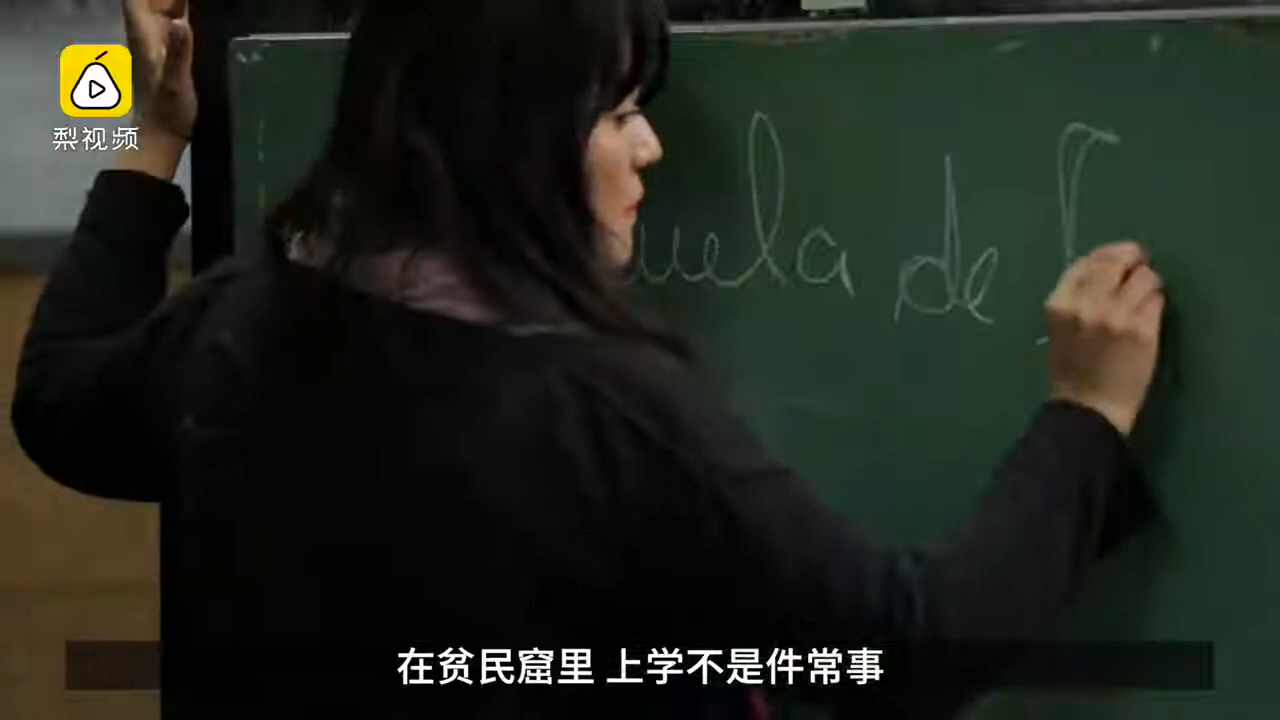 梨视频
uela de
在贫民窟里 上学不是件常事